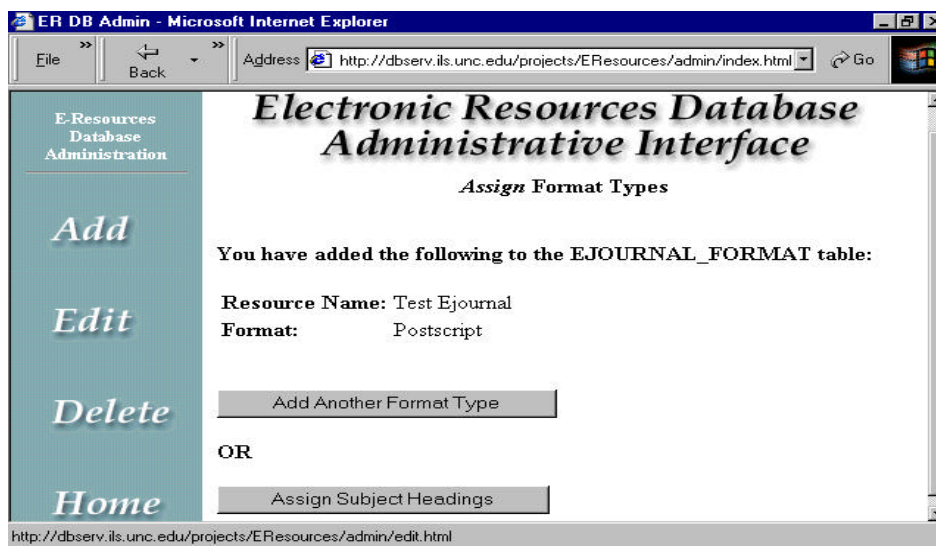 ER DB Admin - Microsoft Internet Explorer
File
Back
Address http://dbserv.ils.unc.edu/projects/EResources/admin/index.html
Go
E-Resources
Database
Administration
Add
Edit
Delete
Home
Electronic Resources Database
Administrative Interface
Assign Format Types
You have added the following to the EJOURNAL_FORMAT table:
Resource Name: Test Ejournal
Format: Postscript
Add Another Format Type
OR
Assign Subject Headings
http://dbserv.ils.unc.edu/projects/EResources/admin/edit.html